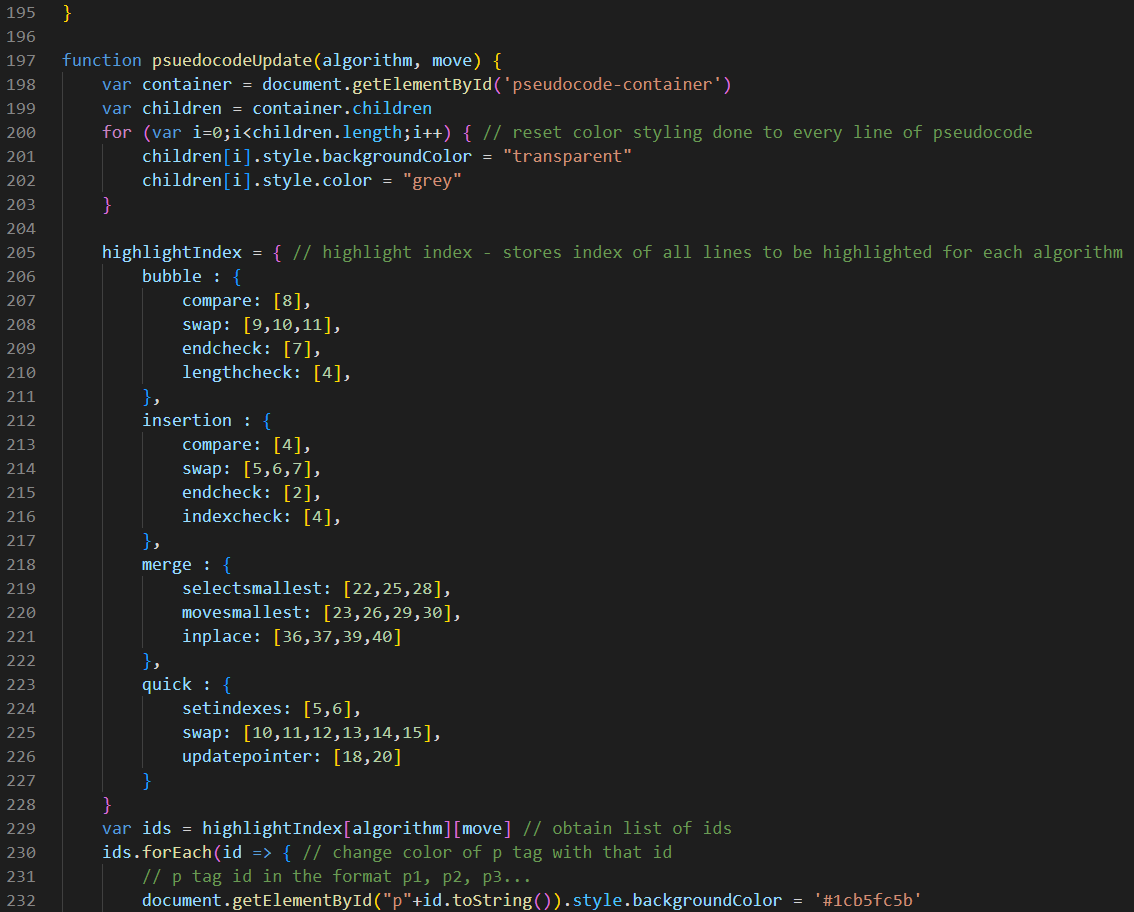 195 }
196
197 function psuedocodeUpdate(algorithm, move) {
198     var container = document.getElementById('pseudocode-container')
199     var children = container.children
200     for (var i=0;i<children.length;i++) { // reset color styling done to every line of pseudocode
201         children[i].style.backgroundColor = "transparent"
202         children[i].style.color = "grey"
203     }
204
205     highlightIndex = { // highlight index - stores index of all lines to be highlighted for each algorithm
206         bubble : {
207             compare: [8],
208             swap: [9,10,11],
209             endcheck: [7],
210             lengthcheck: [4],
211         },
212         insertion : {
213             compare: [4],
214             swap: [5,6,7],
215             endcheck: [2],
216             indexcheck: [4],
217         },
218         merge : {
219             selectsmallest: [22,25,28],
220             movesmallest: [23,26,29,30],
221             inplace: [36,37,39,40]
222         },
223         quick : {
224             setindexes: [5,6],
225             swap: [10,11,12,13,14,15],
226             updatepointer: [18,20]
227         }
228     }
229     var ids = highlightIndex[algorithm][move] // obtain list of ids
230     ids.forEach(id => { // change color of p tag with that id
231         // p tag id in the format p1, p2, p3...
232         document.getElementById("p"+id.toString()).style.backgroundColor = '#1cb5fc5b'